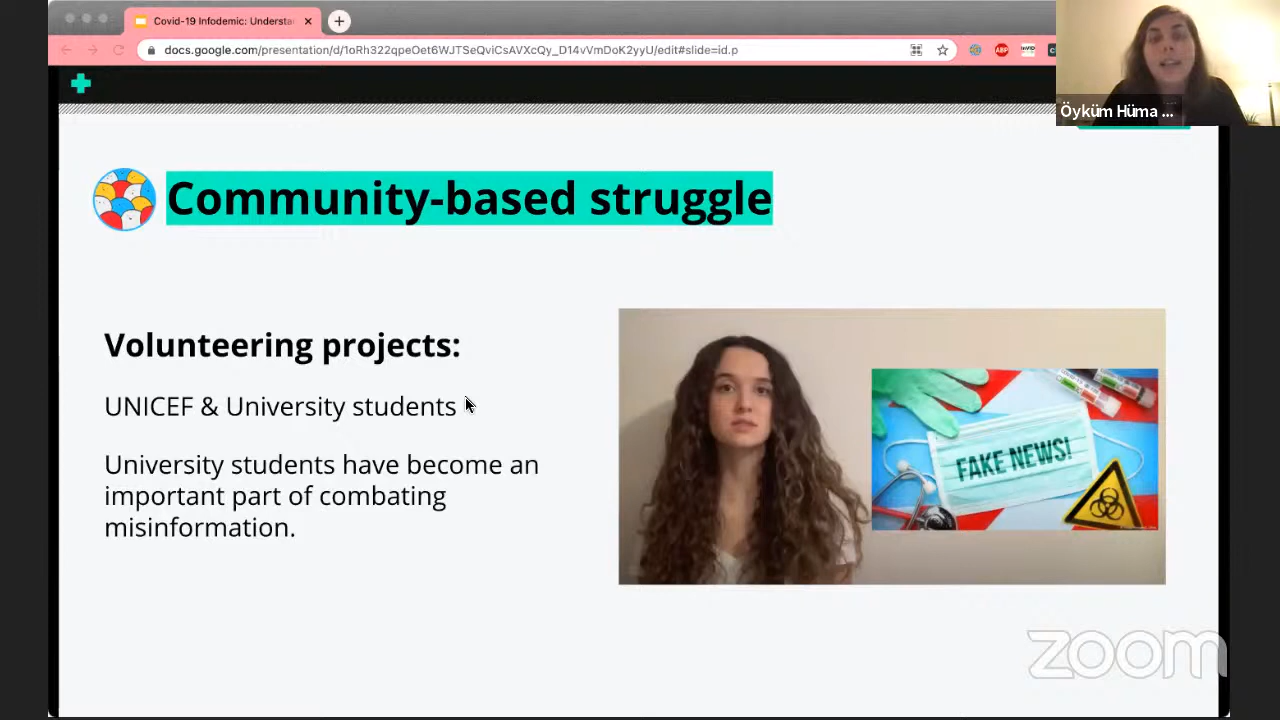 Covid-19 Infodemic: Understa
docs.google.com/presentation/d/1oRh322qpeOet6WJTSeQviCsAVXcQy_D14vVmDoK2yyU/edit#slide=id.p
ABP
Öyküm Hüma ...
Community-based struggle
Volunteering projects:
UNICEF & University students
University students have become an
important part of combating
misinformation.
FAKE NEWS!
zoom